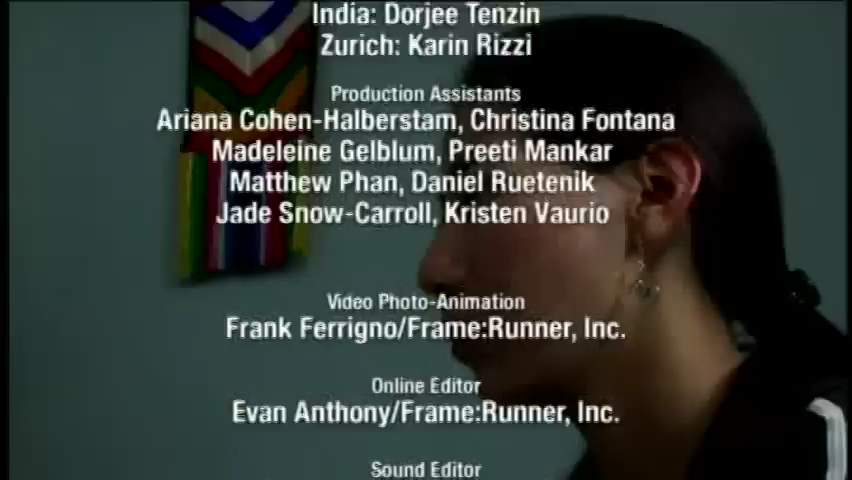 India: Dorjee Tenzin
Zurich: Karin Rizzi
Production Assistants
Ariana Cohen-Halberstam, Christina Fontana
Madeleine Gelblum, Preeti Mankar
Matthew Phan, Daniel Ruetenik
Jade Snow-Carroll, Kristen Vaurio
Video Photo-Animation
Frank Ferrigno/Frame:Runner, Inc.
Online Editor
Evan Anthony/Frame:Runner, Inc.
Sound Editor